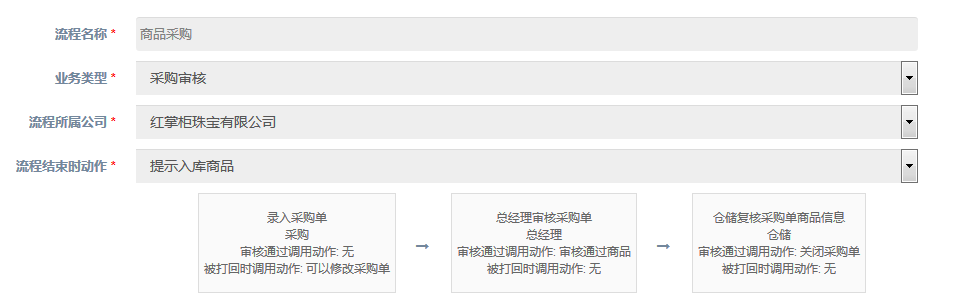 流程名称 * 商品采购
业务类型 * 采购审核
流程所属公司 * 红掌柜珠宝有限公司
流程结束时动作 * 提示入库商品
录入采购单
采购
审核通过调用动作: 无
被打回时调用动作: 可以修改采购单
→
总经理审核采购单
总经理
审核通过调用动作: 审核通过商品
被打回时调用动作: 无
→
仓储复核采购单商品信息
仓储
审核通过调用动作: 关闭采购单
被打回时调用动作: 无